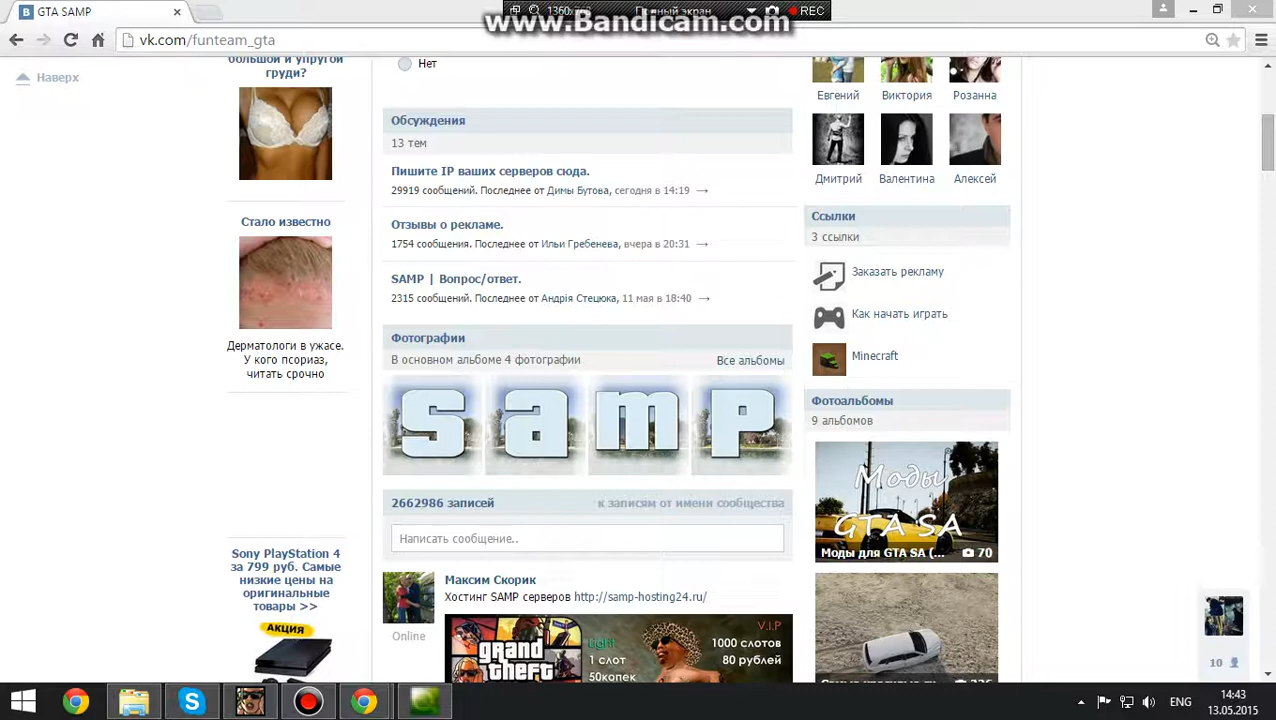 GTA SAMP
1360x768 Полный экран REC
www.Bandicam.com
vk.com/funteam_gta
Наверх
большой и упругой
груди?
Стало известно
Дерматологи в ужасе.
У кого псориаз,
читать срочно
Sony PlayStation 4
за 799 руб. Самые
низкие цены на
оригинальные
товары >>
АКЦИЯ
Нет
Обсуждения
13 тем
Пишите IP ваших серверов сюда.
29919 сообщений. Последнее от Димы Бутова, сегодня в 14:19 →
Отзывы о рекламе.
1754 сообщения. Последнее от Ильи Гребенева, вчера в 20:31 →
SAMP | Вопрос/ответ.
2315 сообщений. Последнее от Андрія Стецюка, 11 мая в 18:40 →
Фотографии
В основном альбоме 4 фотографии Все альбомы
s a m p
2662986 записей к записям от имени сообщества
Написать сообщение..
Максим Скорик
Хостинг SAMP серверов http://samp-hosting24.ru/
Online
grand
theft
Light
1 слот
50копек
V.I.P
1000 слотов
80 рублей
Евгений Виктория Розанна
Дмитрий Валентина Алексей
Ссылки
3 ссылки
Заказать рекламу
Как начать играть
Minecraft
Фотоальбомы
9 альбомов
Моды
GTA SA
Моды для GTA SA (... 70
10
ENG
14:43
13.05.2015